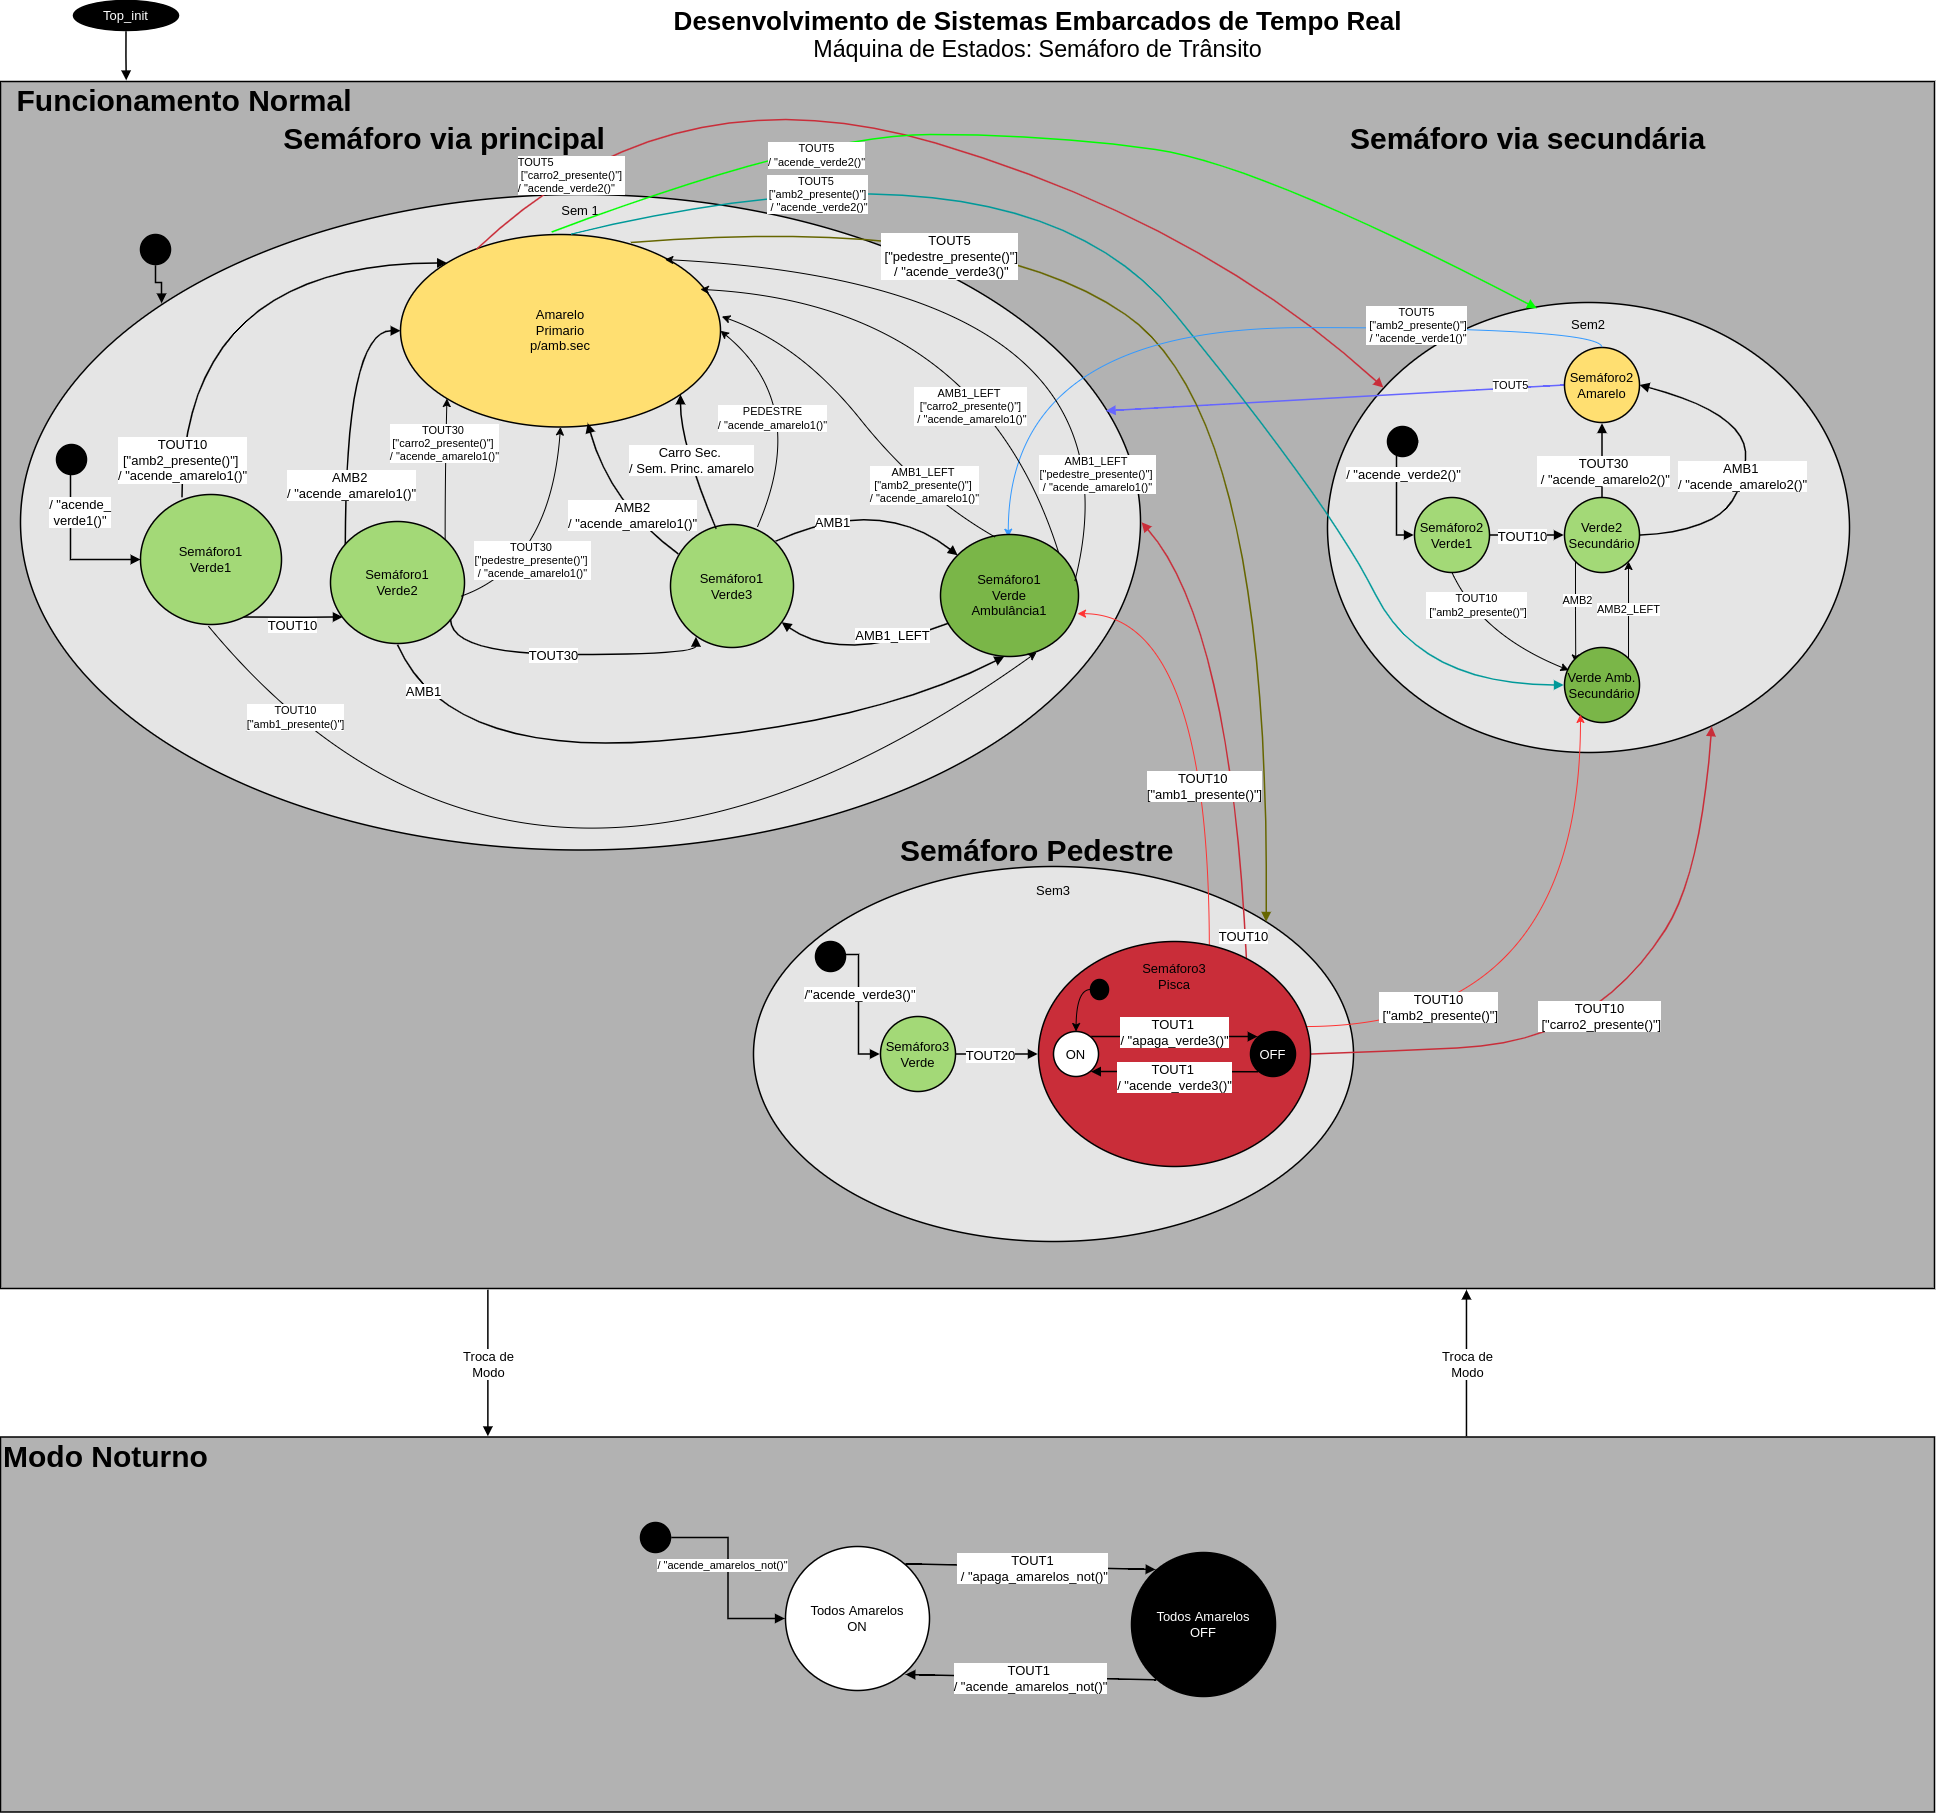 Top_init
Desenvolvimento de Sistemas Embarcados de Tempo Real
Máquina de Estados: Semáforo de Trânsito
Funcionamento Normal
Semáforo via principal
Semáforo via secundária
TOUT5
["carro2_presente()"]
/ "acende_verde2()"
TOUT5
/ "acende_verde2()"
TOUT5
["amb2_presente()"]
/ "acende_verde2()"
Sem 1
TOUT5
["pedestre_presente()"]
/ "acende_verde3()"
Amarelo
Primario
p/amb.sec
TOUT5
["amb2_presente()"]
/ "acende_verde1()"
Sem2
Semáforo2
Amarelo
TOUT5
TOUT10
["amb2_presente()"]
/ "acende_amarelo1()"
AMB2
/ "acende_amarelo1()"
TOUT30
["carro2_presente()"]
/ "acende_amarelo1()"
Carro Sec.
/ Sem. Princ. amarelo
PEDESTRE
/ "acende_amarelo1()"
AMB1_LEFT
["carro2_presente()"]
/ "acende_amarelo1()"
AMB1_LEFT
["amb2_presente()"]
/ "acende_amarelo1()"
AMB1_LEFT
["pedestre_presente()"]
/ "acende_amarelo1()"
/ "acende_
verde1()"
AMB2
/ "acende_amarelo1()"
AMB1
TOUT30
["pedestre_presente()"]
/ "acende_amarelo1()"
Semáforo1
Verde1
Semáforo1
Verde2
Semáforo1
Verde3
Semáforo1
Verde
Ambulância1
TOUT10
TOUT30
AMB1_LEFT
AMB1
TOUT10
["amb1_presente()"]
/ "acende_verde2()"
TOUT30
/ "acende_amarelo2()"
AMB1
/ "acende_amarelo2()"
Semáforo2
Verde1
TOUT10
Verde2
Secundário
TOUT10
["amb2_presente()"]
AMB2
AMB2_LEFT
Verde Amb.
Secundário
TOUT10
["amb1_presente()"]
Semáforo Pedestre
Sem3
TOUT10
/"acende_verde3()"
Semáforo3
Pisca
Semáforo3
Verde
TOUT20
ON
TOUT1
/ "apaga_verde3()"
OFF
TOUT1
/ "acende_verde3()"
TOUT10
["amb2_presente()"]
TOUT10
["carro2_presente()"]
Troca de
Modo
Troca de
Modo
Modo Noturno
/ "acende_amarelos_not()"
Todos Amarelos
ON
TOUT1
/ "apaga_amarelos_not()"
Todos Amarelos
OFF
TOUT1
/ "acende_amarelos_not()"